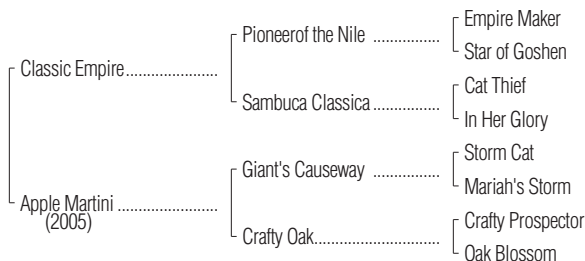 Empire Maker
Pioneerof the Nile ................
Star of Goshen
Classic Empire......................
Cat Thief
Sambuca Classica ................
In Her Glory
Storm Cat
Giant's Causeway ................
Mariah's Storm
Apple Martini ........................
(2005)
Crafty Prospector
Crafty Oak..............................
Oak Blossom